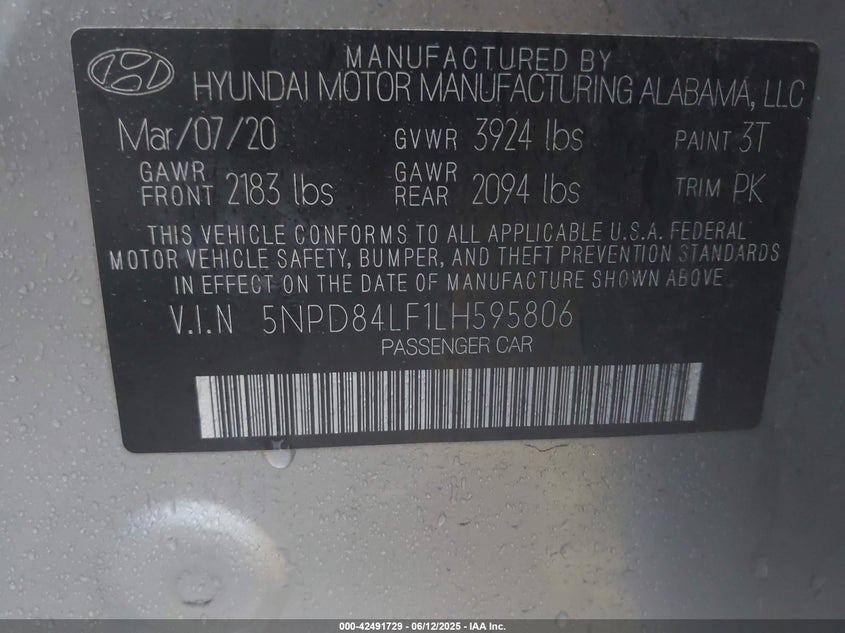 MANUFACTURED BY
HYUNDAI MOTOR MANUFACTURING ALABAMA, LLC
Mar/07/20 GVWR 3924 lbs PAINT 3T
GAWR FRONT 2183 lbs GAWR REAR 2094 lbs TRIM PK
THIS VEHICLE CONFORMS TO ALL APPLICABLE U.S.A. FEDERAL
MOTOR VEHICLE SAFETY, BUMPER, AND THEFT PREVENTION STANDARDS
IN EFFECT ON THE DATE OF MANUFACTURE SHOWN ABOVE
V.I.N 5NPD84LF1LH595806
PASSENGER CAR
000-42491729 - 06/12/2025 - IAA Inc.